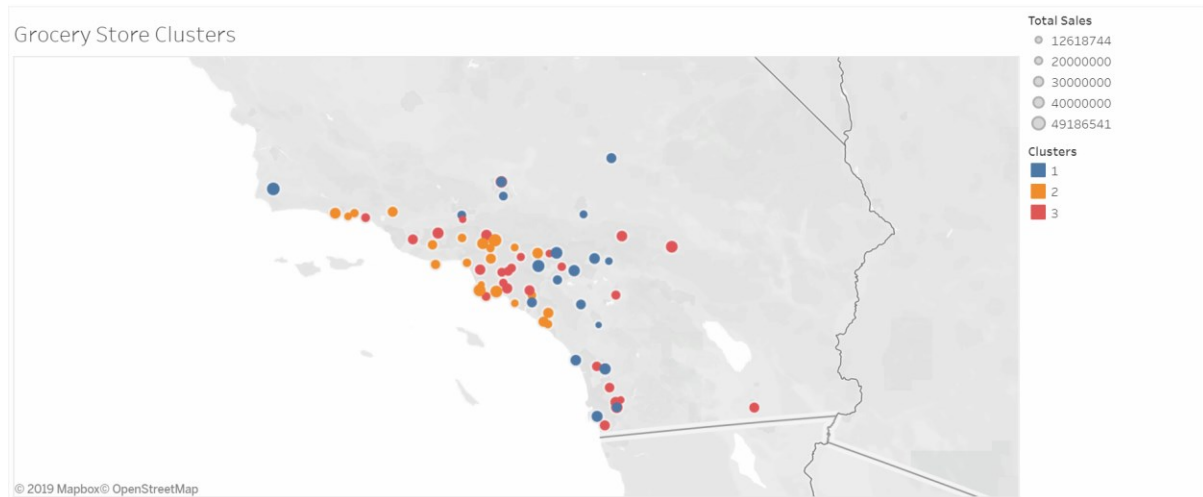 Grocery Store Clusters
Total Sales
12618744
20000000
30000000
40000000
49186541
Clusters
1
2
3
© 2019 Mapbox© OpenStreetMap